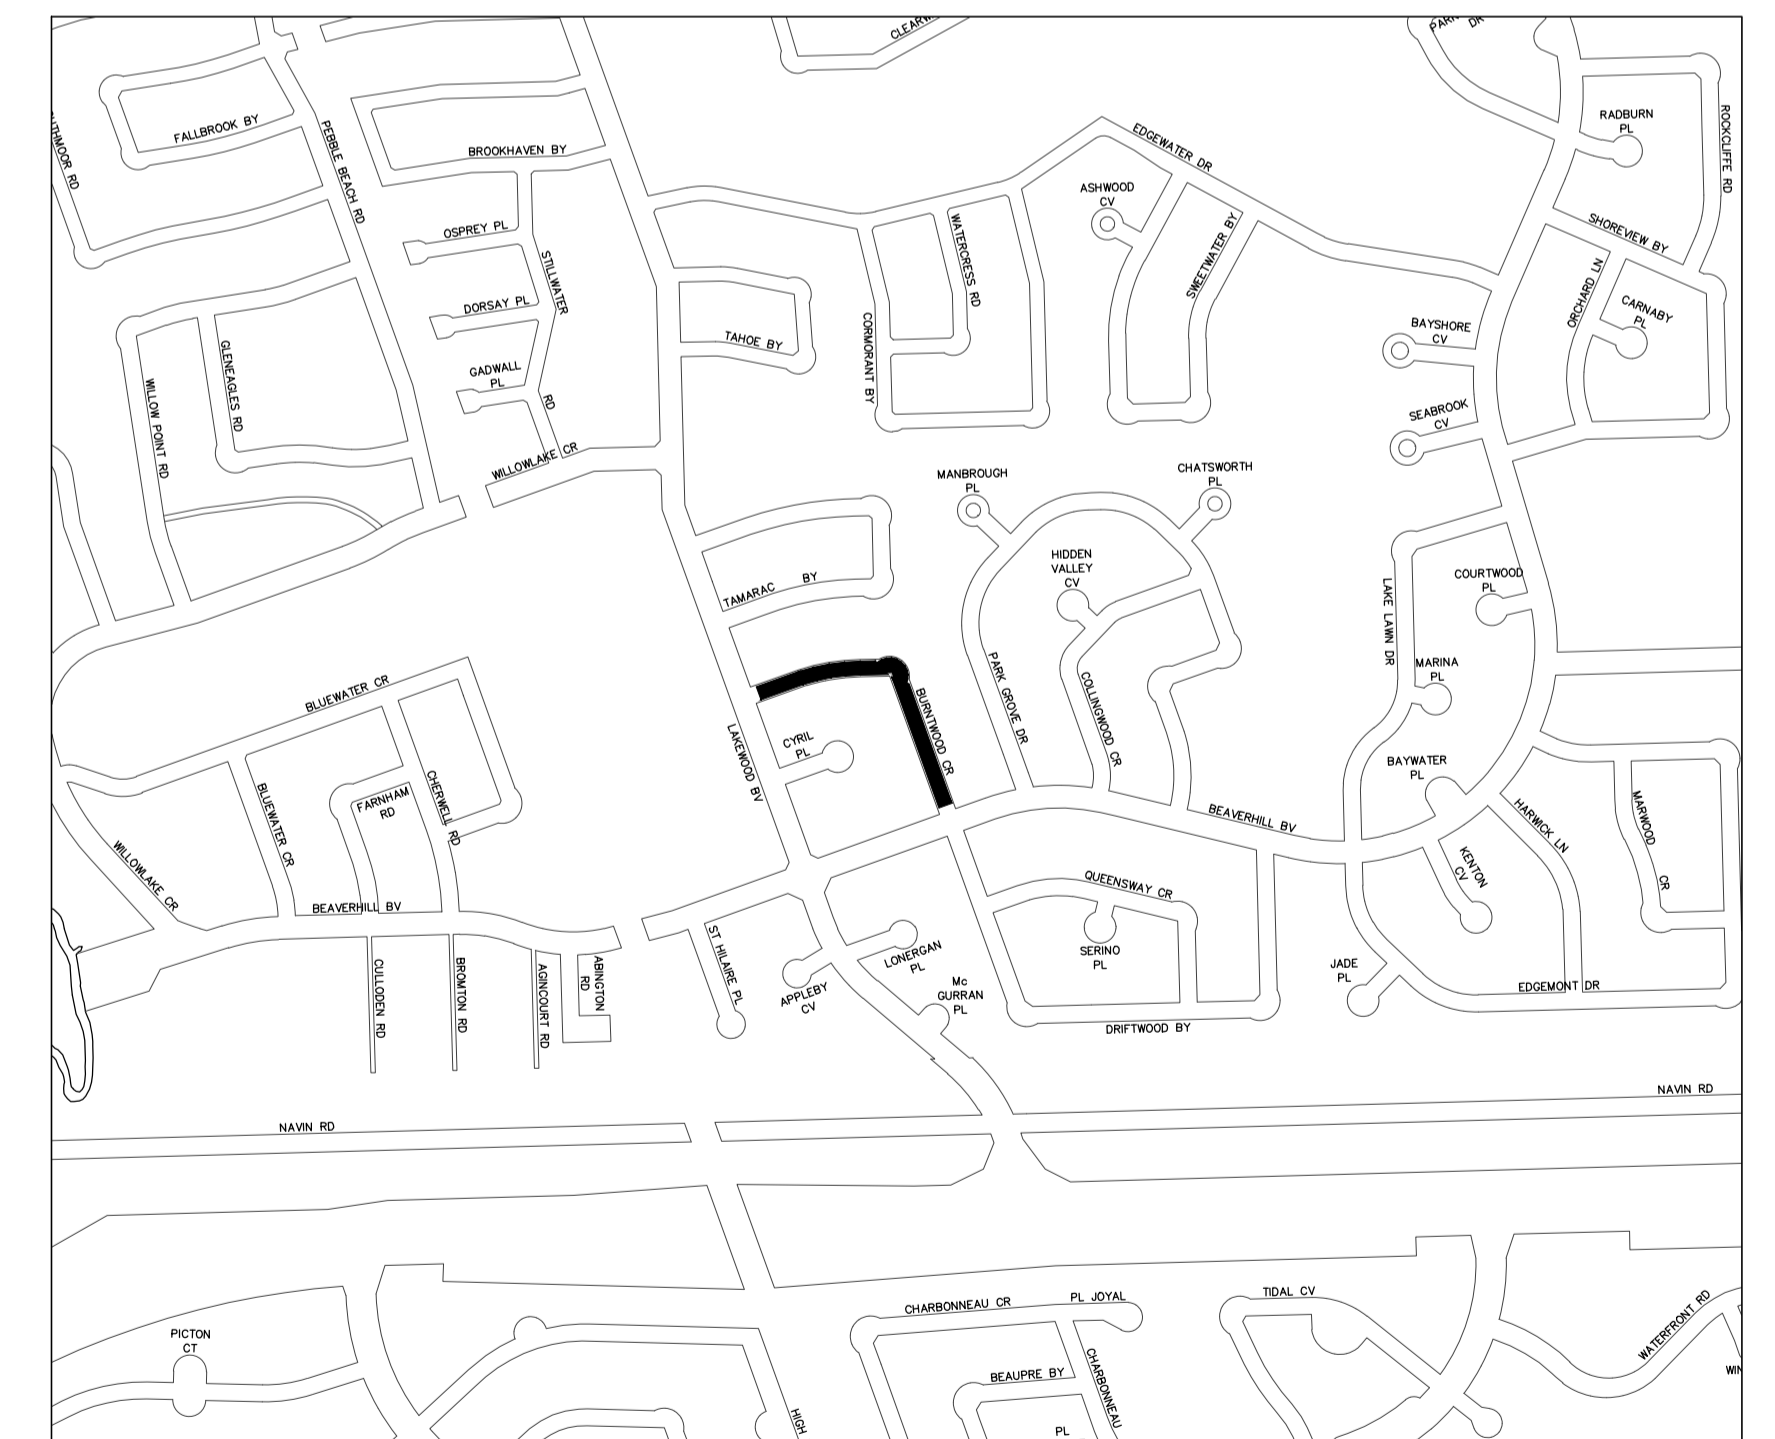 CLEARW
PARK
DR
FALLBROOK BY
PEBBLE BEACH RD
BROOKHAVEN BY
EDGEWATER DR
RADBURN
PL
ROCKCLIFFE RD
ASHWOOD
CV
OSPREY PL
STILLWATER
RD
WATERCRESS RD
SWEETWATER BY
SHOREVIEW BY
ORCHARD LN
CARNABY
PL
DORSAY PL
TAHOE BY
CORMORANT BY
BAYSHORE
CV
GLENEAGLES RD
WILLOW POINT RD
GADWALL
PL
SEABROOK
CV
WILLOWLAKE CR
MANBROUGH
PL
CHATSWORTH
PL
HIDDEN
VALLEY
CV
TAMARAC BY
LAKE LAWN DR
COURTWOOD
PL
MARINA
PL
BLUEWATER CR
PARK GROVE DR
COLLINGWOOD CR
BURNTWOOD CR
LAKEWOOD BV
CYRIL
PL
BAYWATER
PL
BLUEWATER CR
FARNHAM
RD
CHERWELL RD
BEAVERHILL BV
HARWICK LN
MARWOOD
CR
WILLOWLAKE CR
KENTON
CV
QUEENSWAY CR
BEAVERHILL BV
ST HILAIRE PL
LONERGAN
PL
SERINO
PL
CULLODEN RD
BROMTON RD
AGINCOURT RD
ABINGTON
RD
APPLEBY
CV
Mc
GURRAN
PL
JADE
PL
EDGEMONT DR
DRIFTWOOD BY
NAVIN RD
NAVIN RD
TIDAL CV
CHARBONNEAU CR
PL JOYAL
WATERFRONT RD
PICTON
CT
BEAUPRE BY
CHARBONNEAU
WIN
HIGH
PL